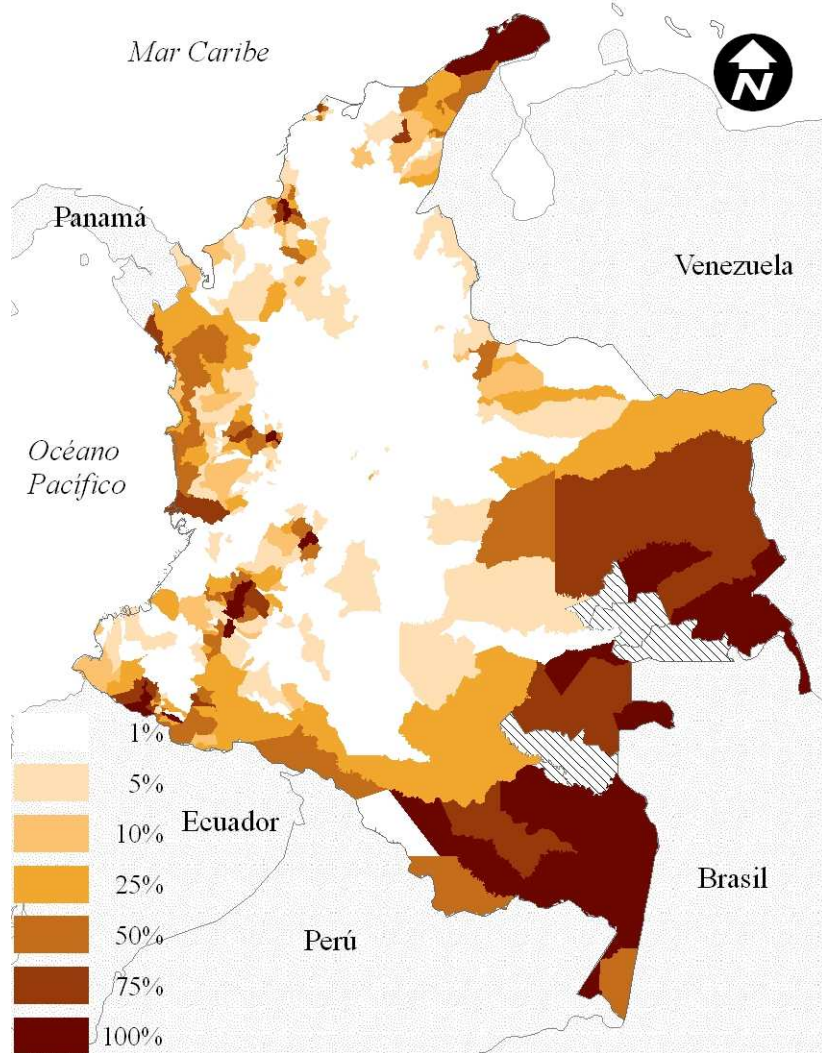 Mar Caribe
N
Panamá
Venezuela
Océano
Pacífico
1%
5%
10%
25%
50%
75%
100%
Ecuador
Perú
Brasil